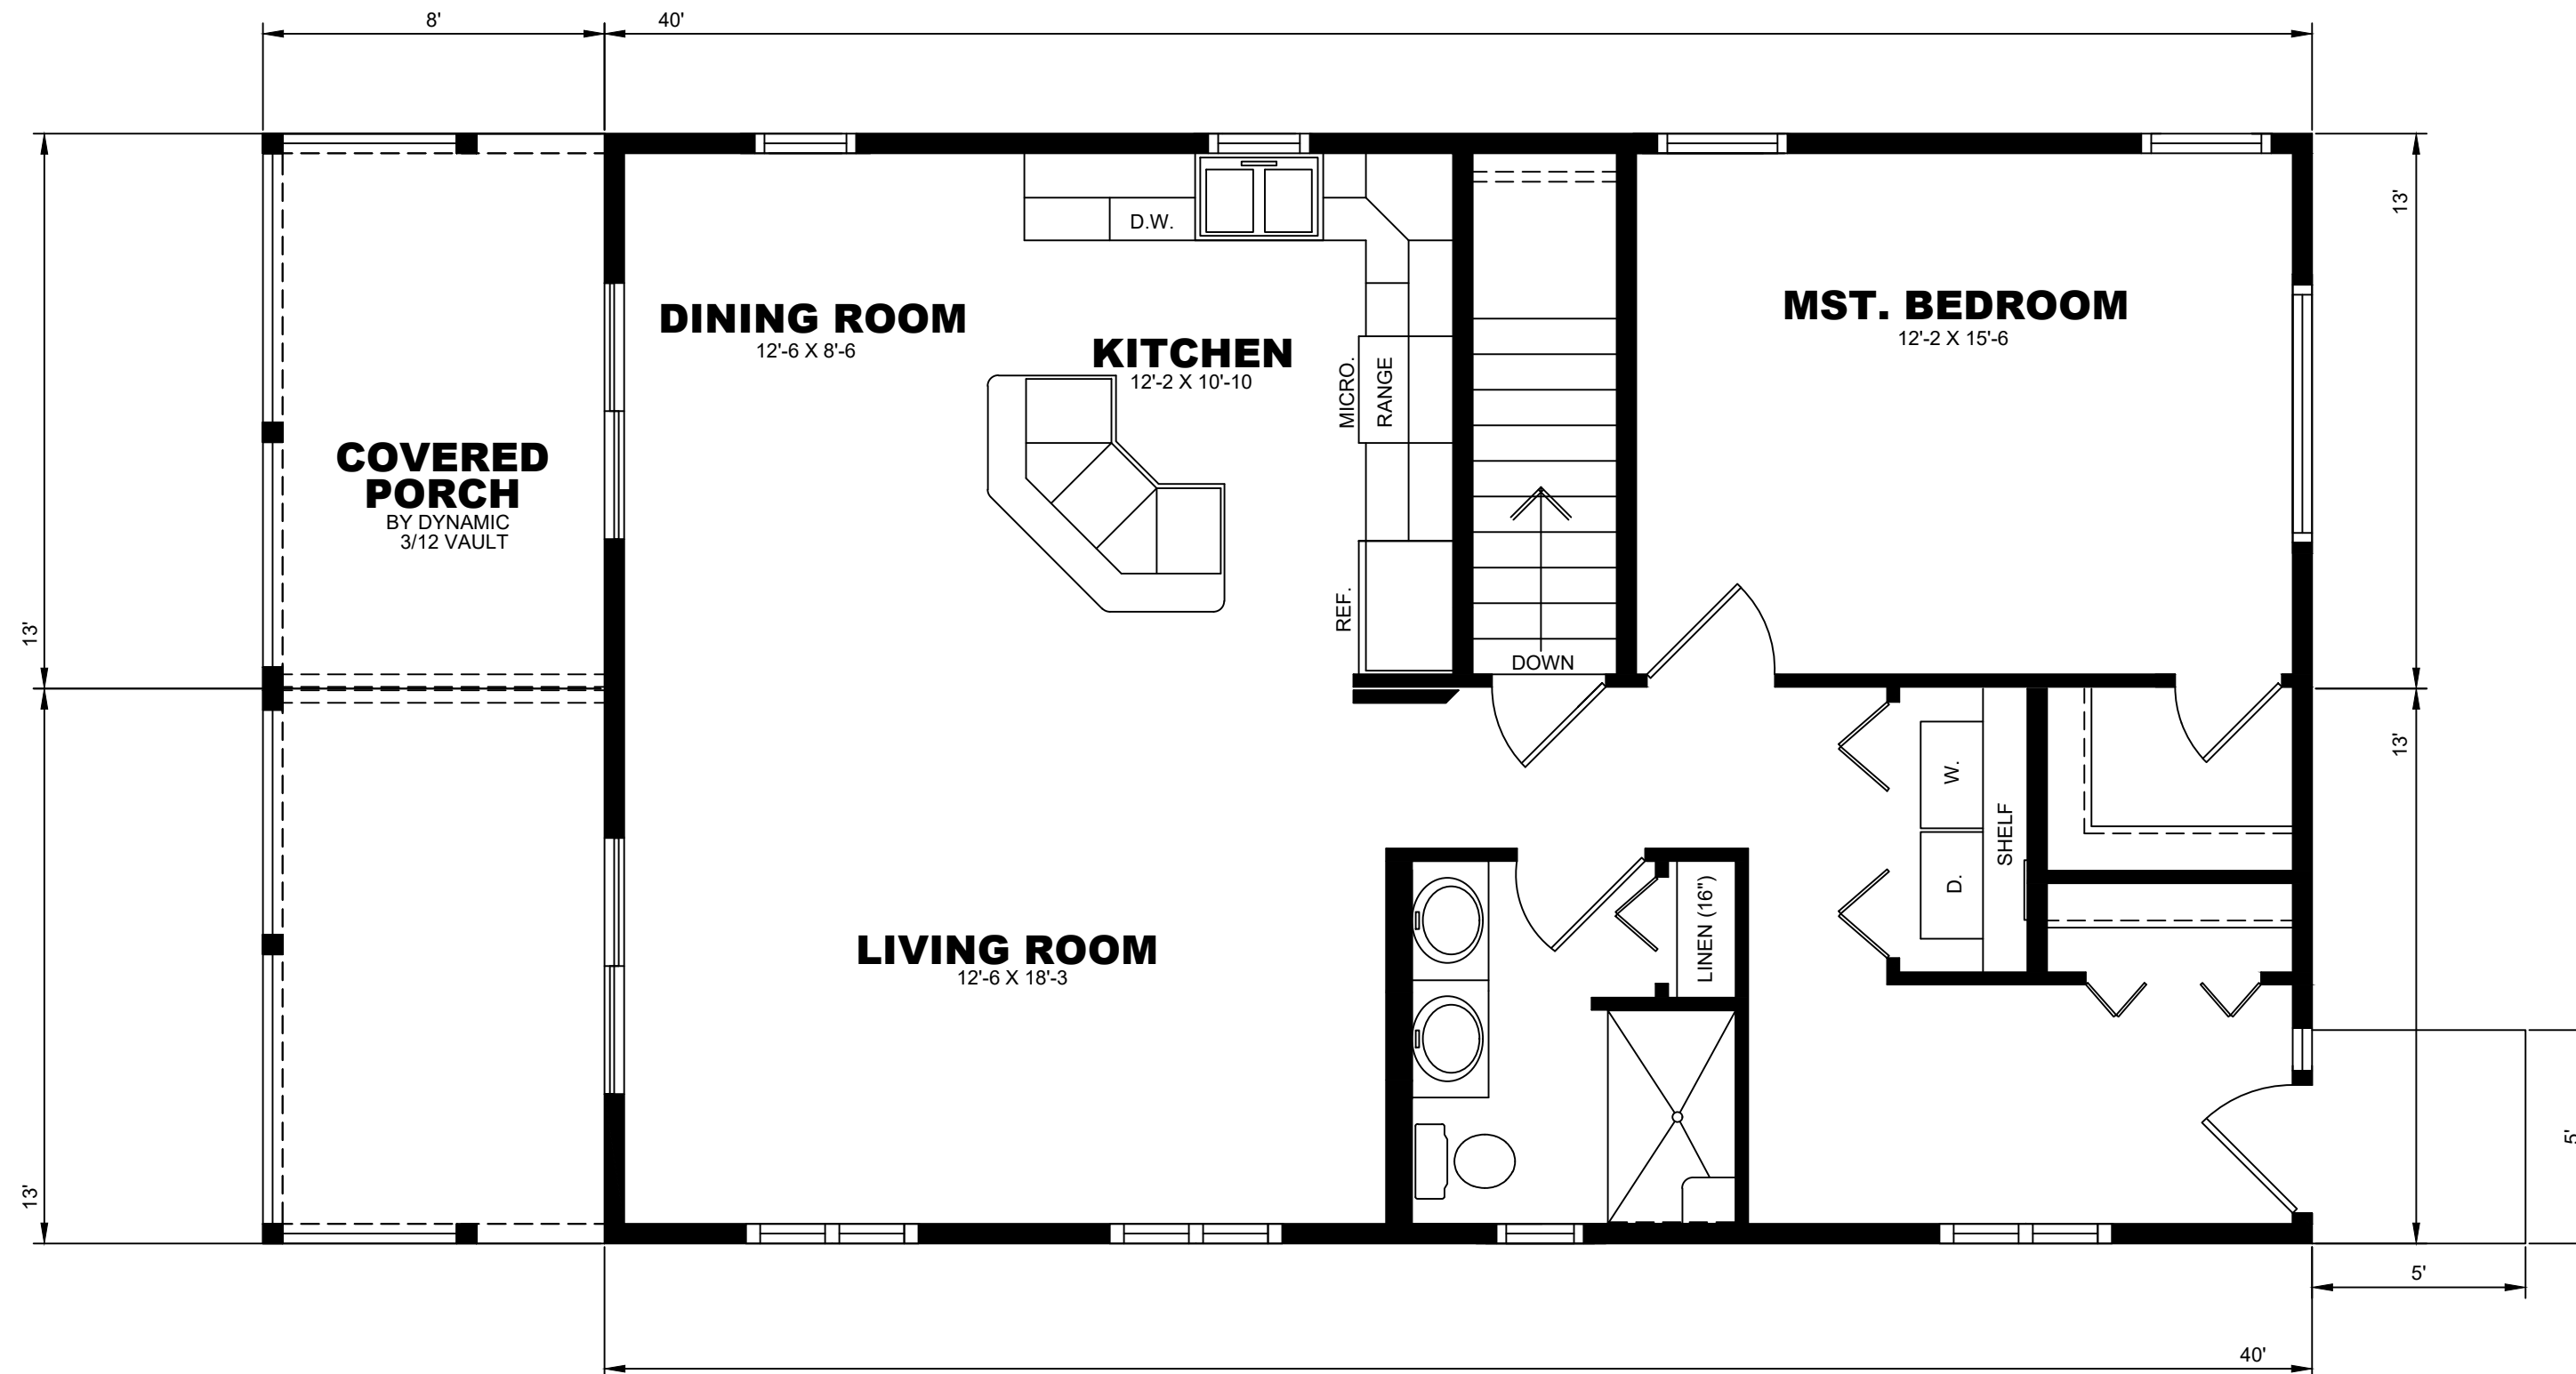 8'
40'
13'
13'
D.W.
DINING ROOM
12'-6 X 8'-6
KITCHEN
12'-2 X 10'-10
MICRO.
RANGE
REF.
MST. BEDROOM
12'-2 X 15'-6
COVERED
PORCH
BY DYNAMIC
3/12 VAULT
DOWN
13'
13'
W.
D.
SHELF
LINEN (16")
LIVING ROOM
12'-6 X 18'-3
5'
5'
40'